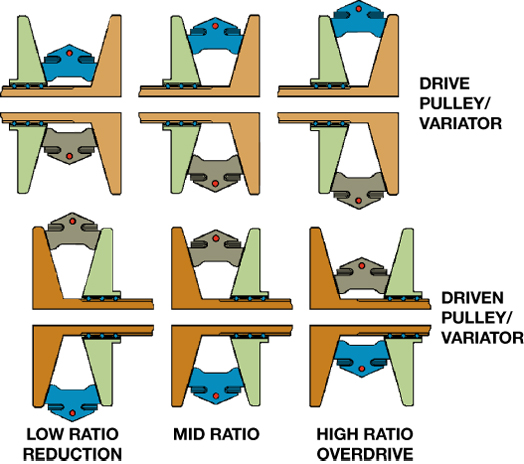 DRIVE
PULLEY/
VARIATOR
DRIVEN
PULLEY/
VARIATOR
LOW RATIO
REDUCTION
MID RATIO
HIGH RATIO
OVERDRIVE